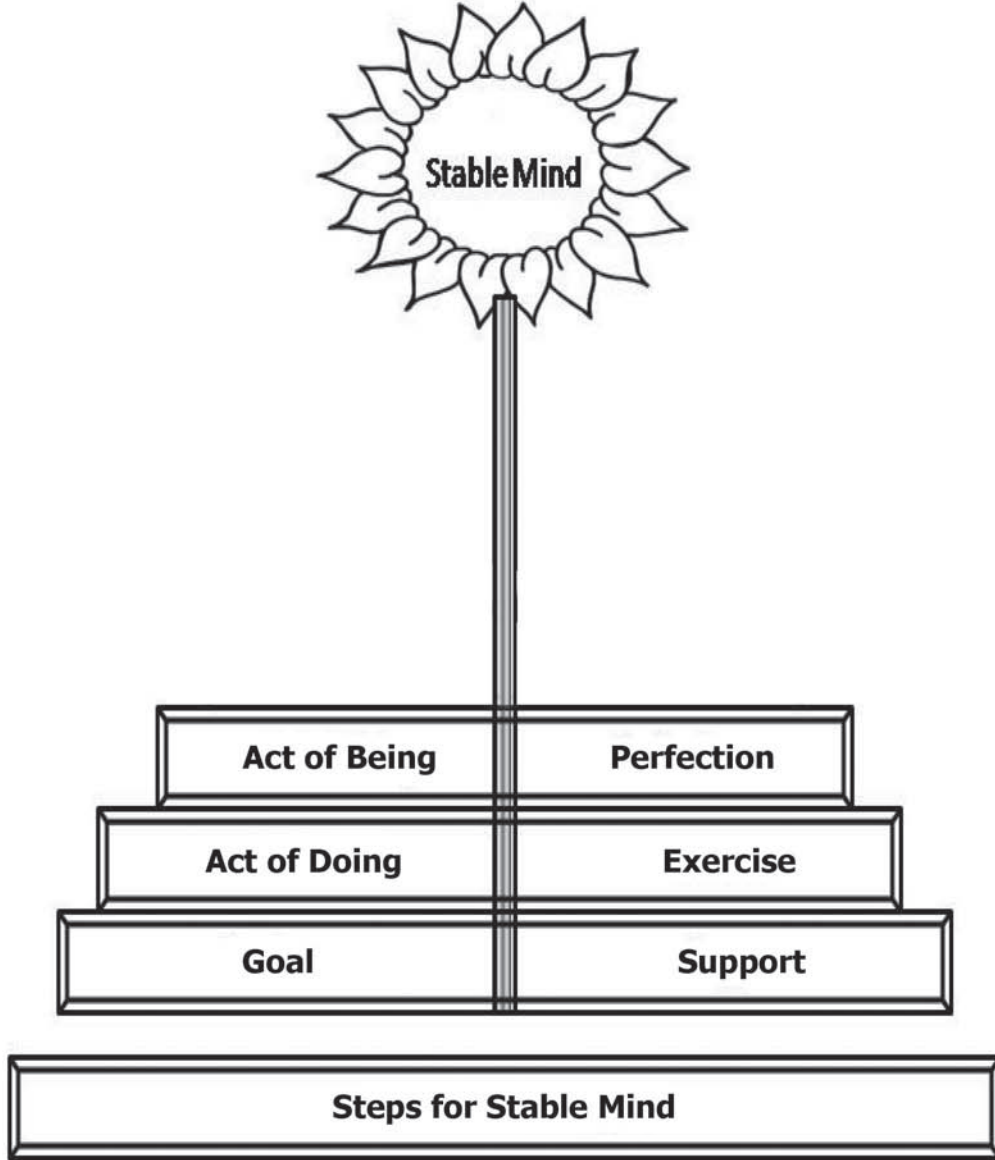 Stable Mind
Act of Being Perfection
Act of Doing Exercise
Goal Support
Steps for Stable Mind